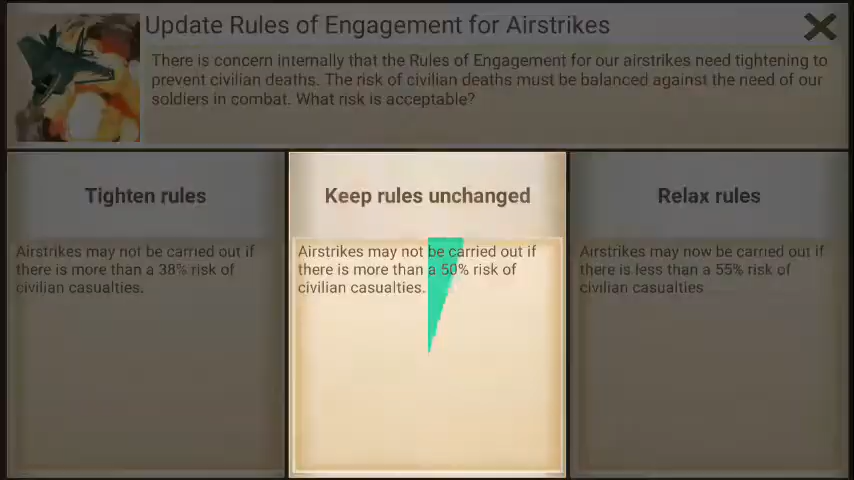 Update Rules of Engagement for Airstrikes
There is concern internally that the Rules of Engagement for our airstrikes need tightening to
prevent civilian deaths. The risk of civilian deaths must be balanced against the need of our
soldiers in combat. What risk is acceptable?
Tighten rules
Airstrikes may not be carried out if
there is more than a 38% risk of
civilian casualties.
Keep rules unchanged
Airstrikes may not be carried out if
there is more than a 50% risk of
civilian casualties.
Relax rules
Airstrikes may now be carried out if
there is less than a 55% risk of
civilian casualties